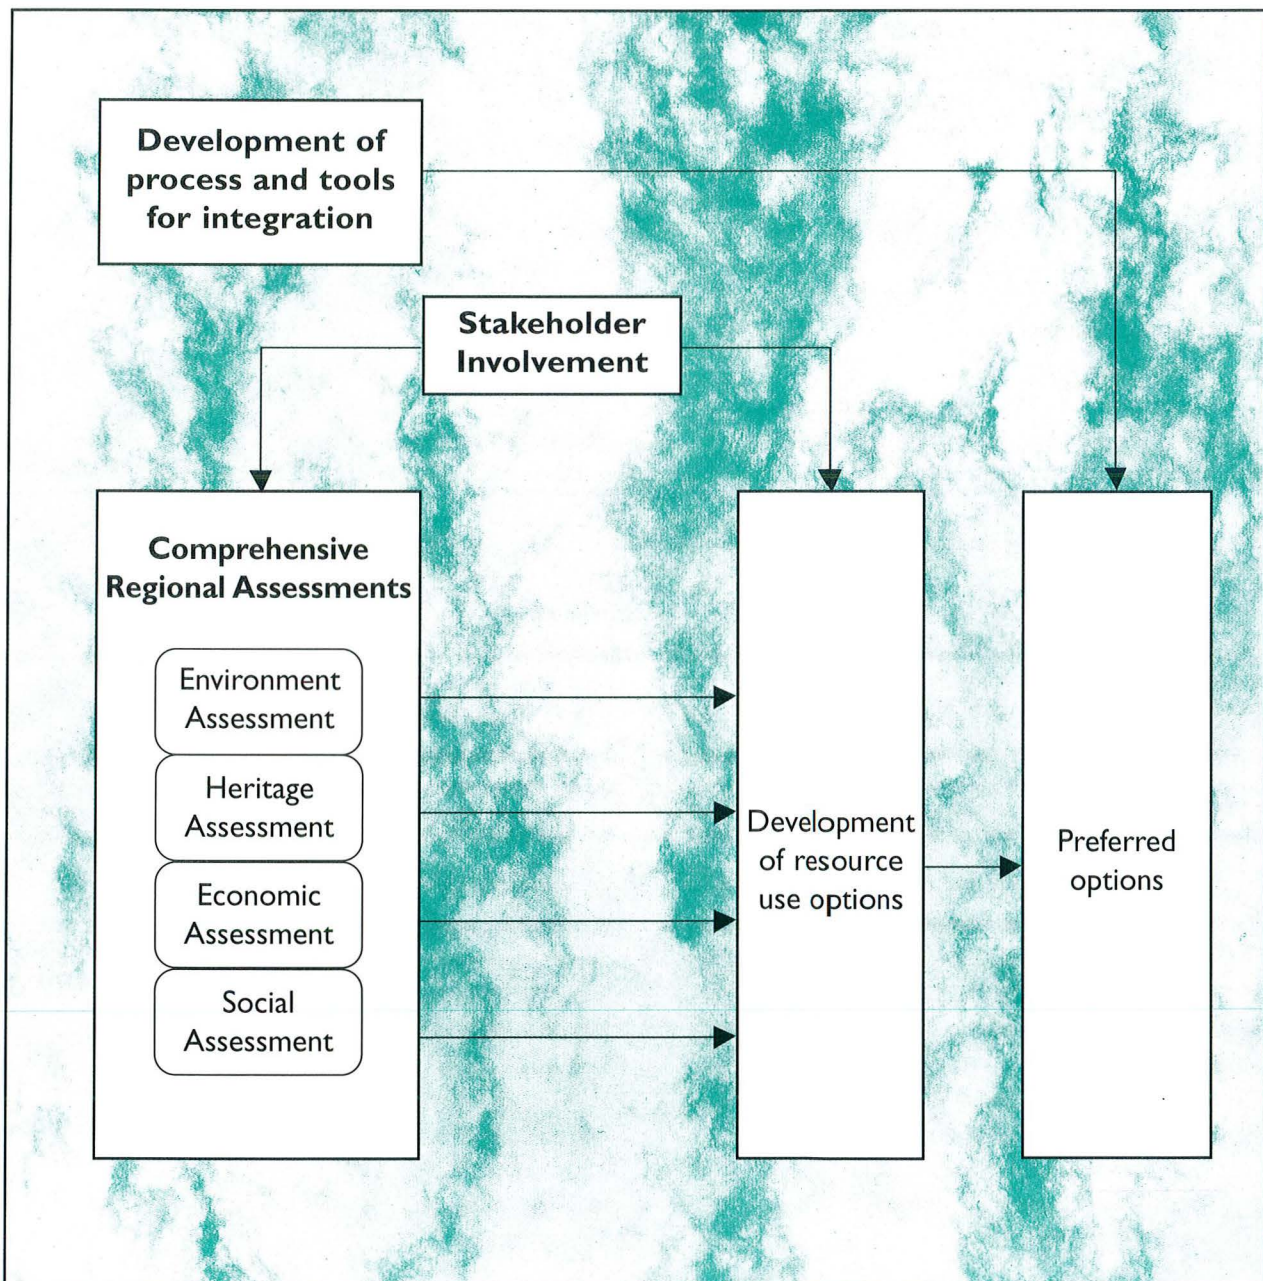 Development of
process and tools
for integration
Stakeholder
Involvement
Comprehensive
Regional Assessments
Environment
Assessment
Heritage
Assessment
Economic
Assessment
Social
Assessment
Development
of resource
use options
Preferred
options